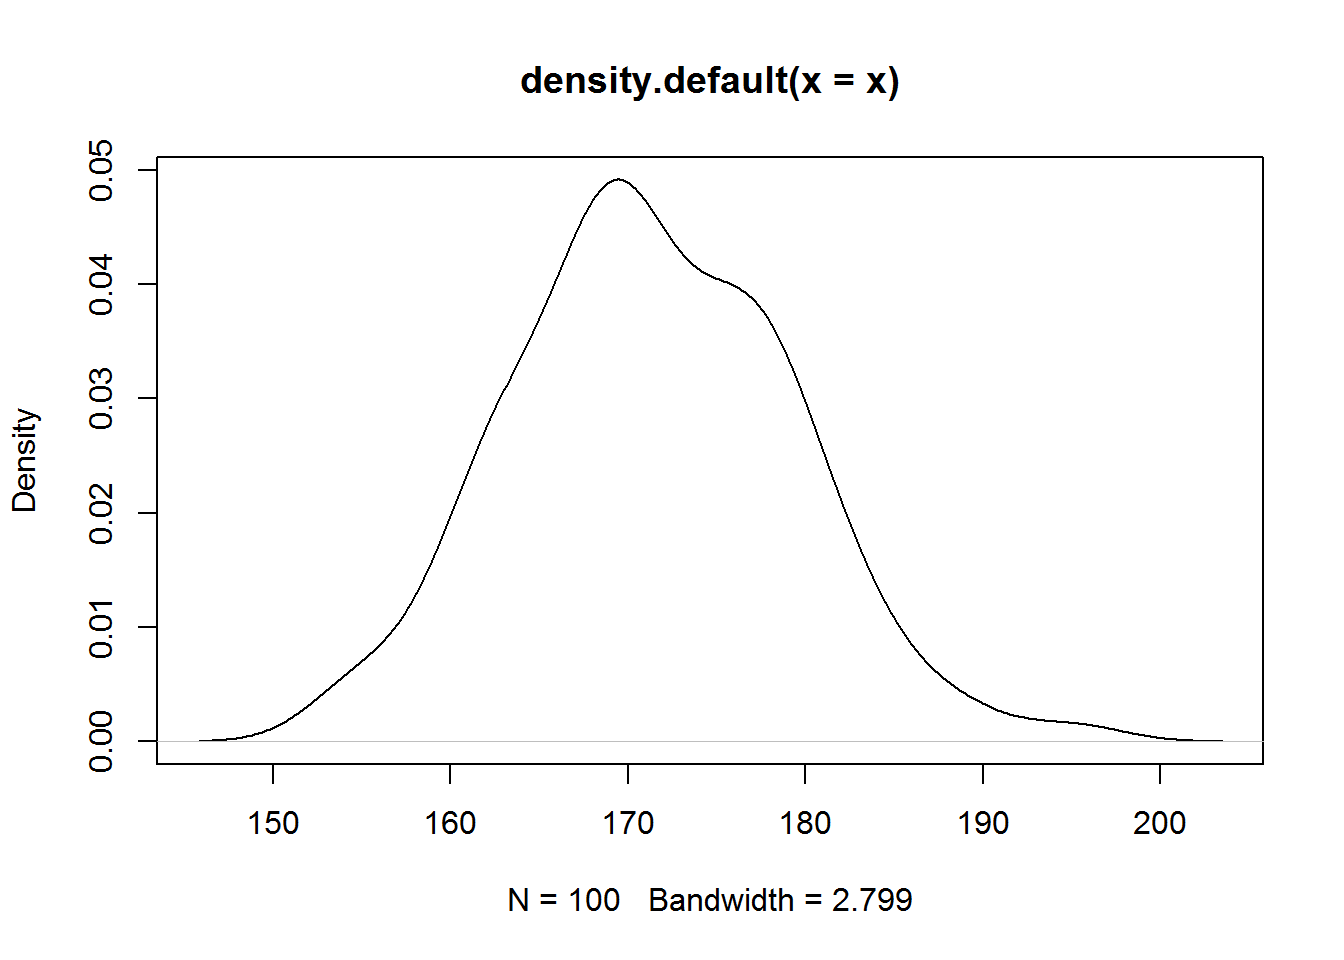 density.default(x = x)
Density
0.00
0.01
0.02
0.03
0.04
0.05
150 160 170 180 190 200
N = 100   Bandwidth = 2.799